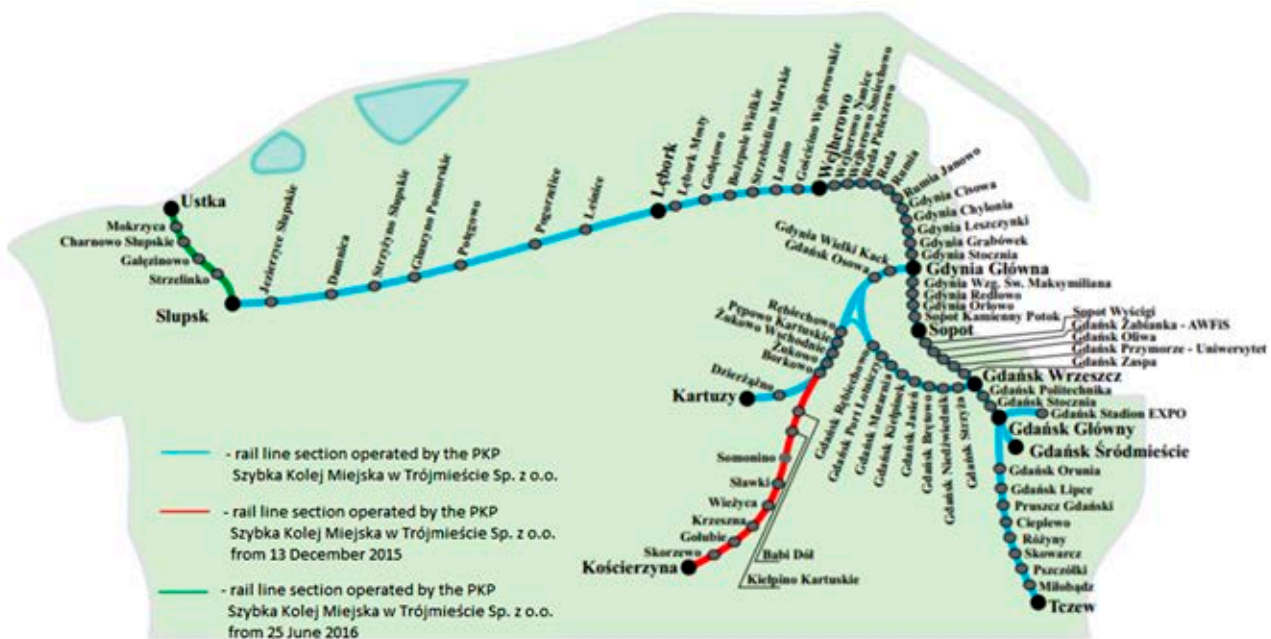 Ustka
Mokrzyca
Charnowo Słupskie
Gałęzinowo
Strzelinko
Słupsk
Jezierzyce Słupskie
Damnica
Strzyżyno Słupskie
Głuszyno Pomorskie
Potęgowo
Pogorzelice
Leśnice
Lębork
Lębork Mosty
Godętowo
Bożepole Wielkie
Strzebielino Morskie
Luzino
Gościcino Wejherowskie
Wejherowo
Wejherowo Nanice
Wejherowo Śmiechowo
Reda Pieleszewo
Reda
Rumia
Rumia Janowo
Gdynia Cisowa
Gdynia Chylonia
Gdynia Leszczynki
Gdynia Grabówek
Gdynia Stocznia
Gdynia Główna
Gdynia Wielki Kack
Gdańsk Osowa
Gdynia Wzg. Św. Maksymiliana
Gdynia Redłowo
Gdynia Orłowo
Sopot Kamienny Potok
Sopot
Sopot Wyścigi
Gdańsk Żabianka - AWFiS
Gdańsk Oliwa
Gdańsk Przymorze - Uniwersytet
Gdańsk Zaspa
Gdańsk Wrzeszcz
Gdańsk Politechnika
Gdańsk Stocznia
Gdańsk Stadion EXPO
Gdańsk Główny
Gdańsk Śródmieście
Gdańsk Orunia
Gdańsk Lipce
Pruszcz Gdański
Cieplewo
Różyny
Skowarcz
Pszczółki
Miłobądz
Tczew
Rębiechowo
Pępowo Kartuskie
Żukowo Wschodnie
Żukowo
Borkowo
Dzierżążno
Kartuzy
Gdańsk Rębiechowo
Gdańsk Port Lotniczy
Gdańsk Matarnia
Gdańsk Kiełpinek
Gdańsk Jasień
Gdańsk Brętowo
Gdańsk Niedźwiednik
Gdańsk Strzyża
Somonino
Sławki
Wieżyca
Krzeszna
Gołubie
Skorzewo
Kościerzyna
Babi Dół
Kiełpino Kartuskie
- rail line section operated by the PKP
Szybka Kolej Miejska w Trójmieście Sp. z o.o.
- rail line section operated by the PKP
Szybka Kolej Miejska w Trójmieście Sp. z o.o.
from 13 December 2015
- rail line section operated by the PKP
Szybka Kolej Miejska w Trójmieście Sp. z o.o.
from 25 June 2016